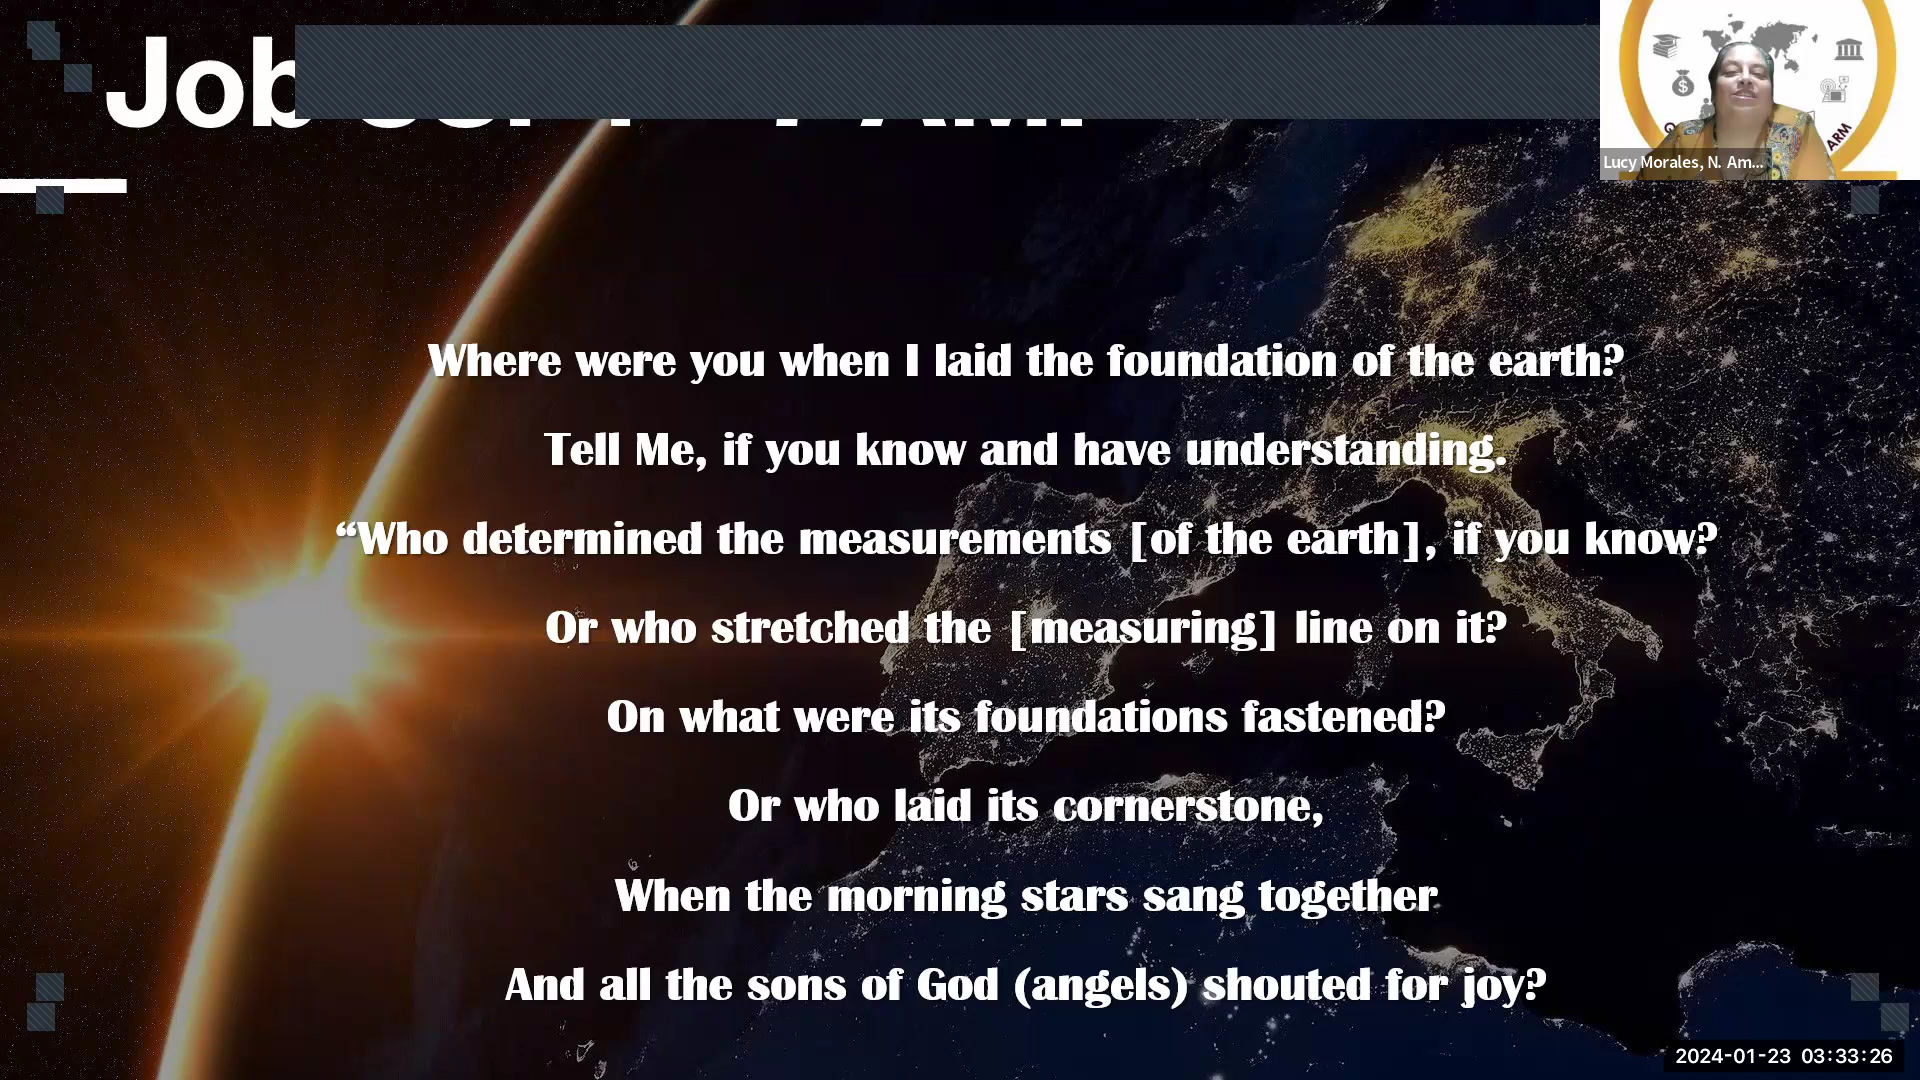 Job
Lucy Morales, N. Am...
ARM
Where were you when I laid the foundation of the earth?
Tell Me, if you know and have understanding.
“Who determined the measurements [of the earth], if you know?
Or who stretched the [measuring] line on it?
On what were its foundations fastened?
Or who laid its cornerstone,
When the morning stars sang together
And all the sons of God (angels) shouted for joy?
2024-01-23 03:33:26